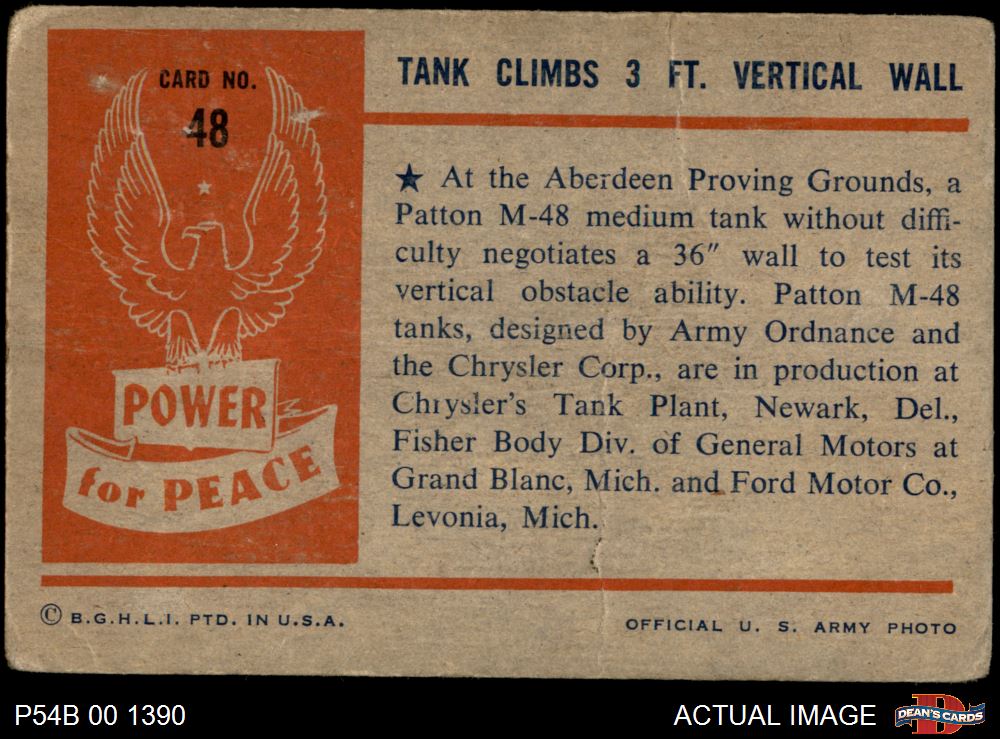 CARD NO.
48
POWER
for PEACE
TANK CLIMBS 3 FT. VERTICAL WALL
★ At the Aberdeen Proving Grounds, a
Patton M-48 medium tank without diffi-
culty negotiates a 36″ wall to test its
vertical obstacle ability. Patton M-48
tanks, designed by Army Ordnance and
the Chrysler Corp., are in production at
Chrysler's Tank Plant, Newark, Del.,
Fisher Body Div. of General Motors at
Grand Blanc, Mich. and Ford Motor Co.,
Levonia, Mich.
© B.G.H.L.I. PTD. IN U.S.A.
OFFICIAL U. S. ARMY PHOTO
P54B 00 1390
ACTUAL IMAGE
DEAN'S CARDS